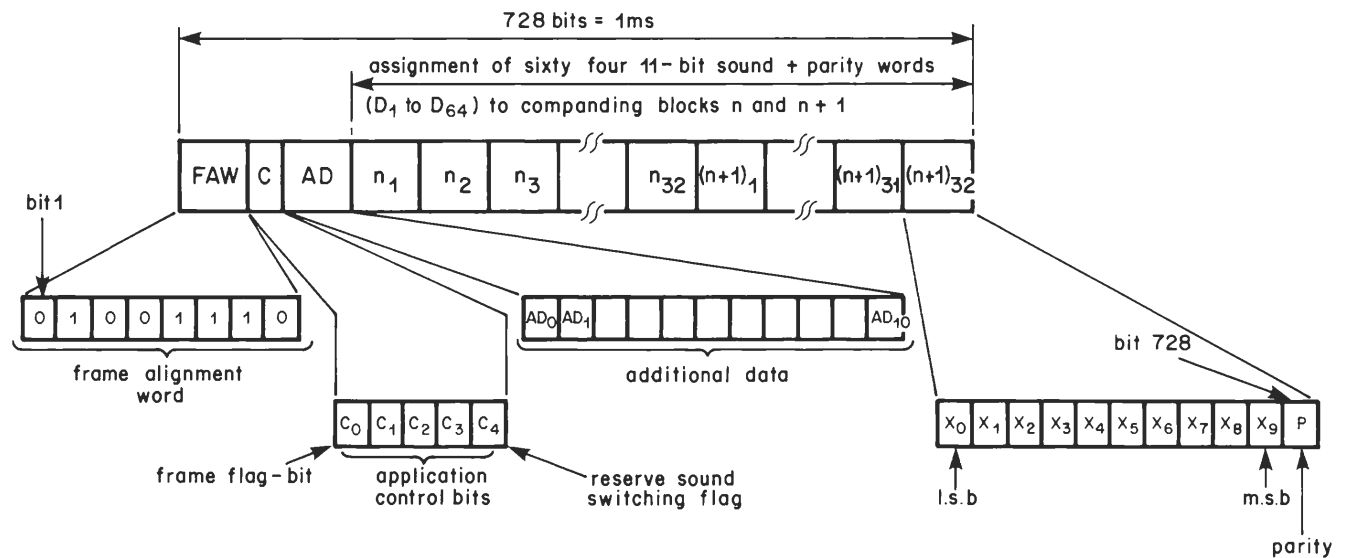 728 bits = 1ms
assignment of sixty four 11-bit sound + parity words
(D1 to D64) to companding blocks n and n + 1
FAW C AD n1 n2 n3 n32 (n+1)1 (n+1)31 (n+1)32
bit1
0 1 0 0 1 1 1 0
frame alignment
word
AD0 AD1 AD10
additional data
bit 728
C0 C1 C2 C3 C4
frame flag-bit
application
control bits
reserve sound
switching flag
X0 X1 X2 X3 X4 X5 X6 X7 X8 X9 P
l.s.b
m.s.b
parity